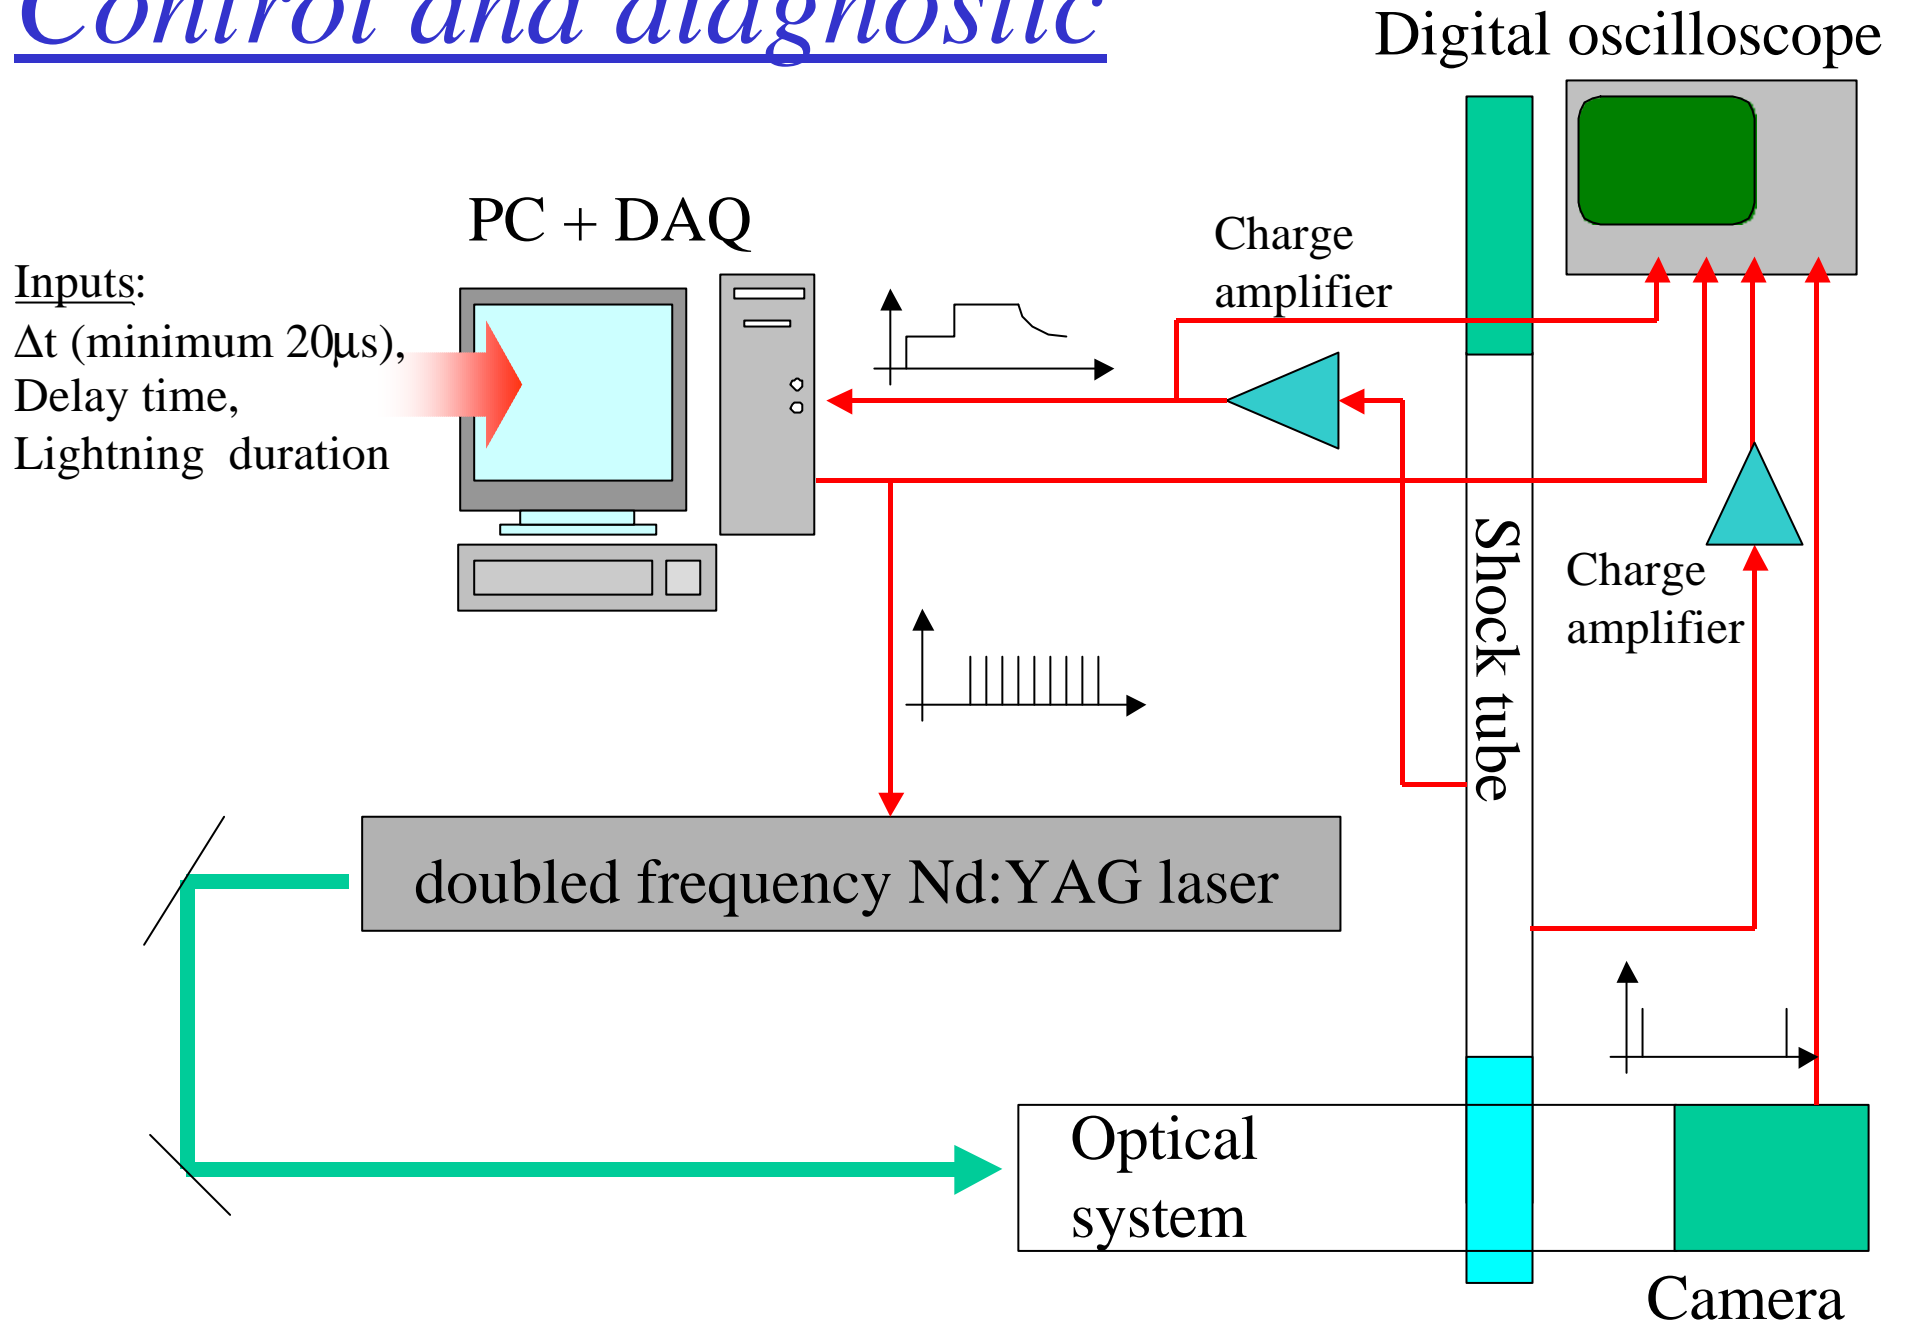 Control and diagnostic
Digital oscilloscope
PC + DAQ
Charge
amplifier
Inputs:
Δt (minimum 20μs),
Delay time,
Lightning duration
Shock tube
Charge
amplifier
doubled frequency Nd:YAG laser
Optical
system
Camera